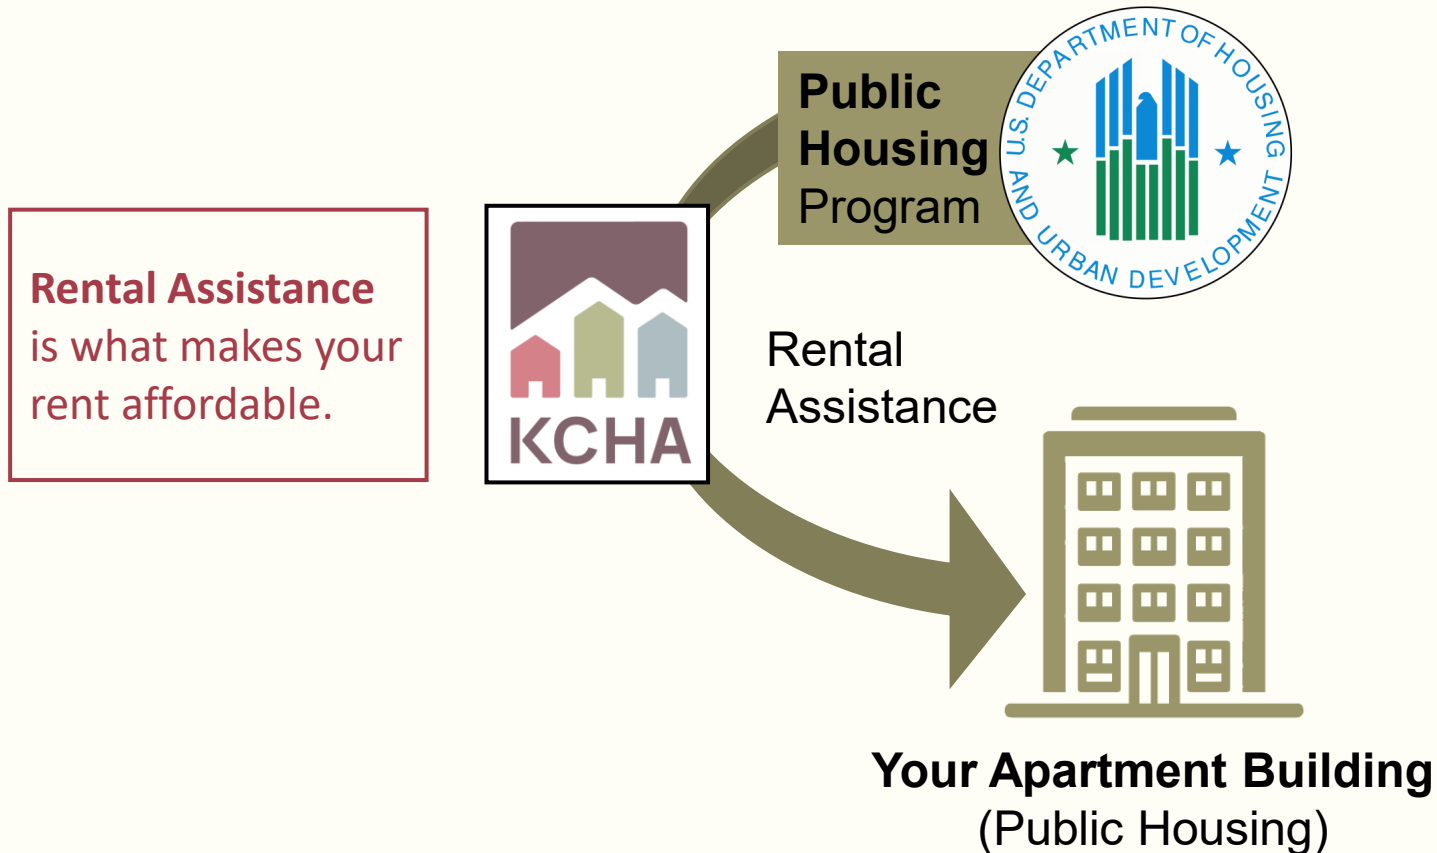 Public
Housing
Program
U.S. DEPARTMENT OF HOUSING
AND URBAN DEVELOPMENT
Rental Assistance
is what makes your
rent affordable.
KCHA
Rental
Assistance
Your Apartment Building
(Public Housing)